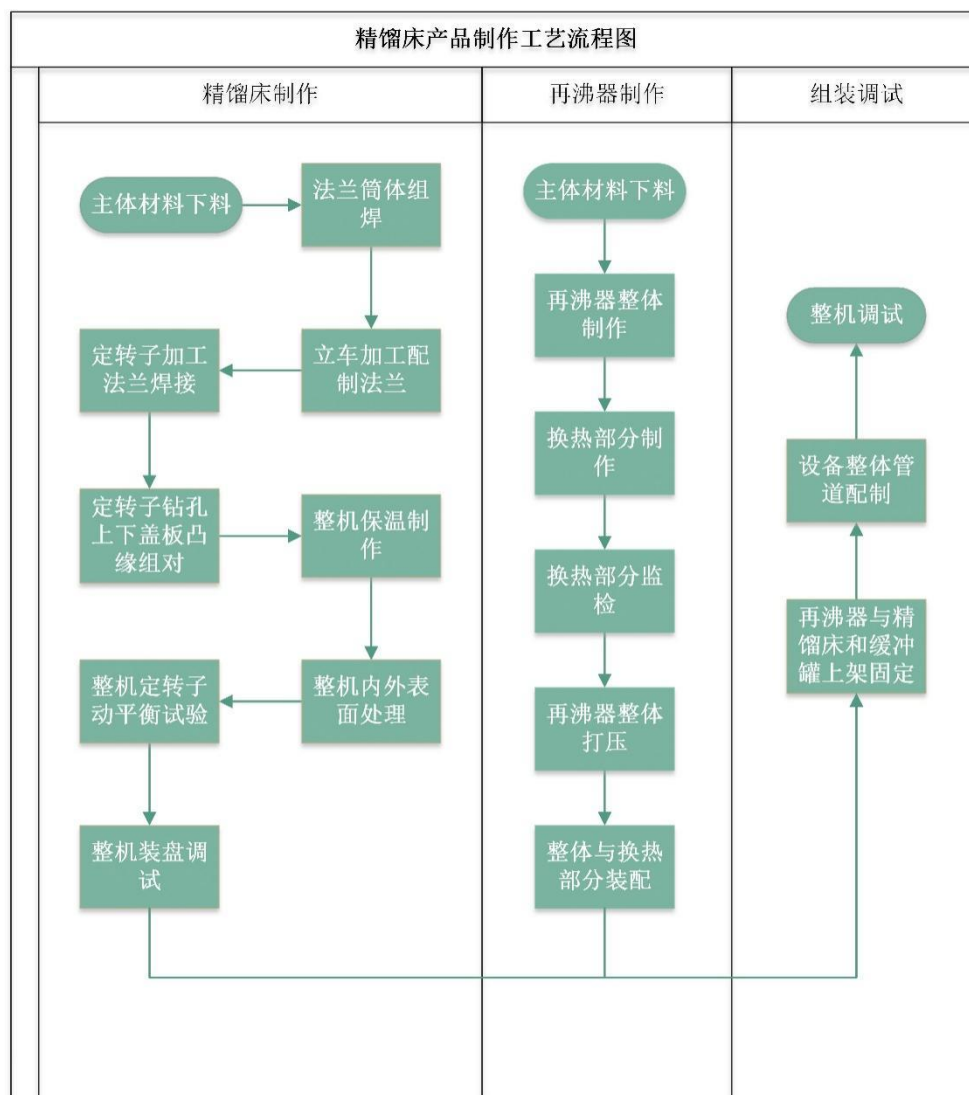 精馏床产品制作工艺流程图
精馏床制作
再沸器制作
组装调试
主体材料下料
法兰筒体组
焊
立车加工配
制法兰
定转子加工
法兰焊接
定转子钻孔
上下盖板凸
缘组对
整机保温制
作
整机内外表
面处理
整机定转子
动平衡试验
整机装盘调
试
主体材料下料
再沸器整体
制作
换热部分制
作
换热部分监
检
再沸器整体
打压
整体与换热
部分装配
再沸器与精
馏床和缓冲
罐上架固定
设备整体管
道配制
整机调试